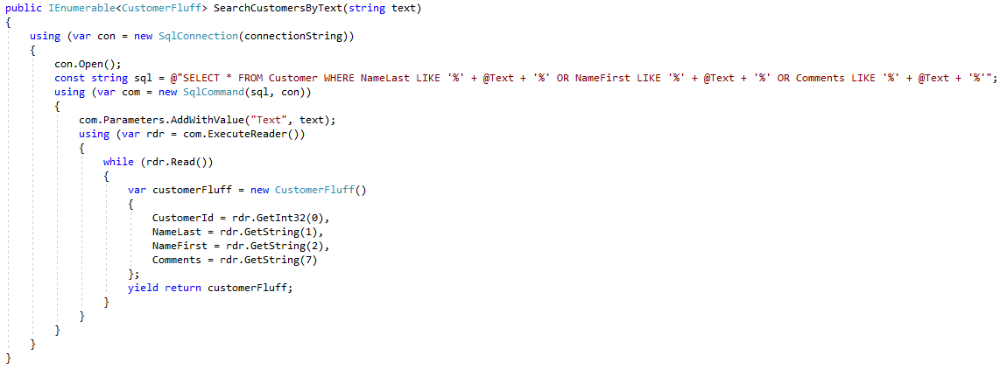 public IEnumerable<CustomerFluff> SearchCustomersByText(string text)
{
    using (var con = new SqlConnection(connectionString))
    {
        con.Open();
        const string sql = @"SELECT * FROM Customer WHERE NameLast LIKE '%' + @Text + '%' OR NameFirst LIKE '%' + @Text + '%' OR Comments LIKE '%' + @Text + '%'";
        using (var com = new SqlCommand(sql, con))
        {
            com.Parameters.AddWithValue("Text", text);
            using (var rdr = com.ExecuteReader())
            {
                while (rdr.Read())
                {
                    var customerFluff = new CustomerFluff()
                    {
                        CustomerId = rdr.GetInt32(0),
                        NameLast = rdr.GetString(1),
                        NameFirst = rdr.GetString(2),
                        Comments = rdr.GetString(7)
                    };
                    yield return customerFluff;
                }
            }
        }
    }
}